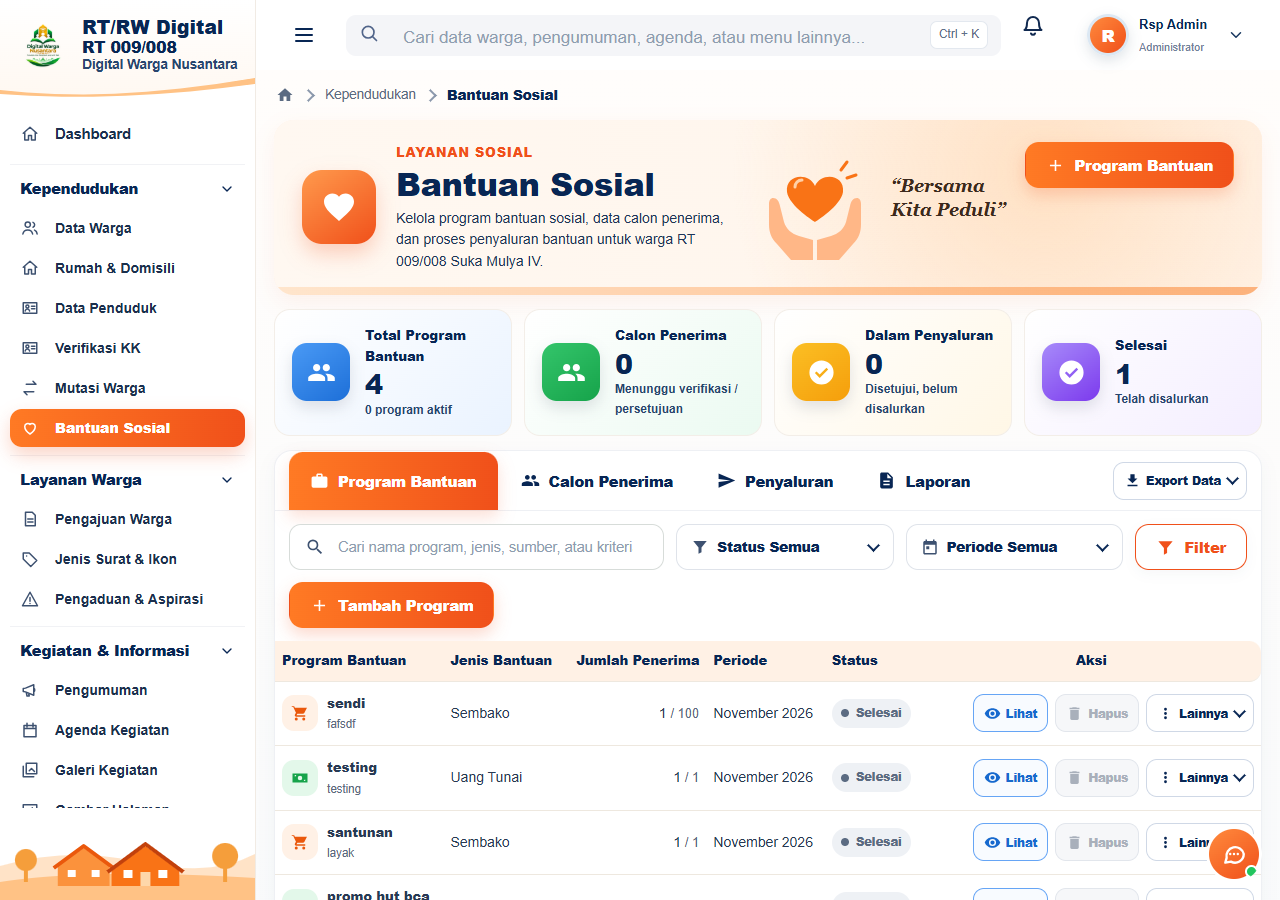 RT/RW Digital
RT 009/008
Digital Warga Nusantara
Cari data warga, pengumuman, agenda, atau menu lainnya...
Ctrl + K
Rsp Admin
Administrator
R
Dashboard
Kependudukan
Data Warga
Rumah & Domisili
Data Penduduk
Verifikasi KK
Mutasi Warga
Bantuan Sosial
Layanan Warga
Pengajuan Warga
Jenis Surat & Ikon
Pengaduan & Aspirasi
Kegiatan & Informasi
Pengumuman
Agenda Kegiatan
Galeri Kegiatan
Kependudukan
Bantuan Sosial
LAYANAN SOSIAL
Bantuan Sosial
Kelola program bantuan sosial, data calon penerima,
dan proses penyaluran bantuan untuk warga RT
009/008 Suka Mulya IV.
“Bersama
Kita Peduli”
+ Program Bantuan
Total Program
Bantuan
4
0 program aktif
Calon Penerima
0
Menunggu verifikasi /
persetujuan
Dalam Penyaluran
0
Disetujui, belum
disalurkan
Selesai
1
Telah disalurkan
Program Bantuan
Calon Penerima
Penyaluran
Laporan
Export Data
Cari nama program, jenis, sumber, atau kriteri
Status Semua
Periode Semua
Filter
+ Tambah Program
Program Bantuan Jenis Bantuan Jumlah Penerima Periode Status Aksi
sendi
fafsdf
Sembako 1 / 100 November 2026 Selesai Lihat Hapus Lainnya
testing
testing
Uang Tunai 1 / 1 November 2026 Selesai Lihat Hapus Lainnya
santunan
layak
Sembako 1 / 1 November 2026 Selesai Lihat Hapus
promo hut bca